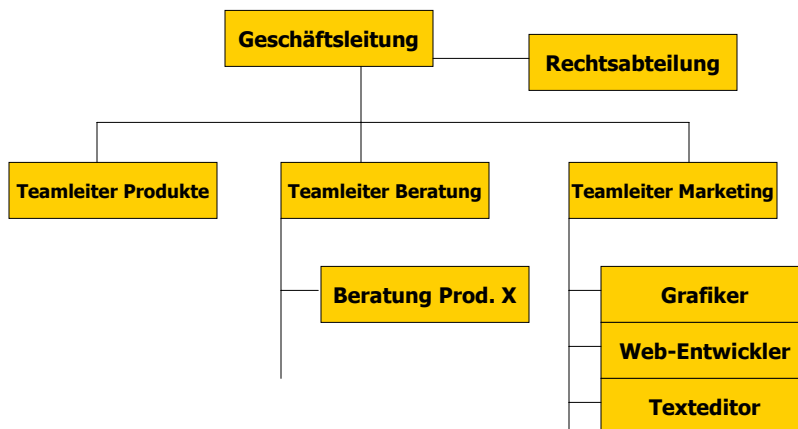 Geschäftsleitung
Rechtsabteilung
Teamleiter Produkte
Teamleiter Beratung
Teamleiter Marketing
Beratung Prod. X
Grafiker
Web-Entwickler
Texteditor